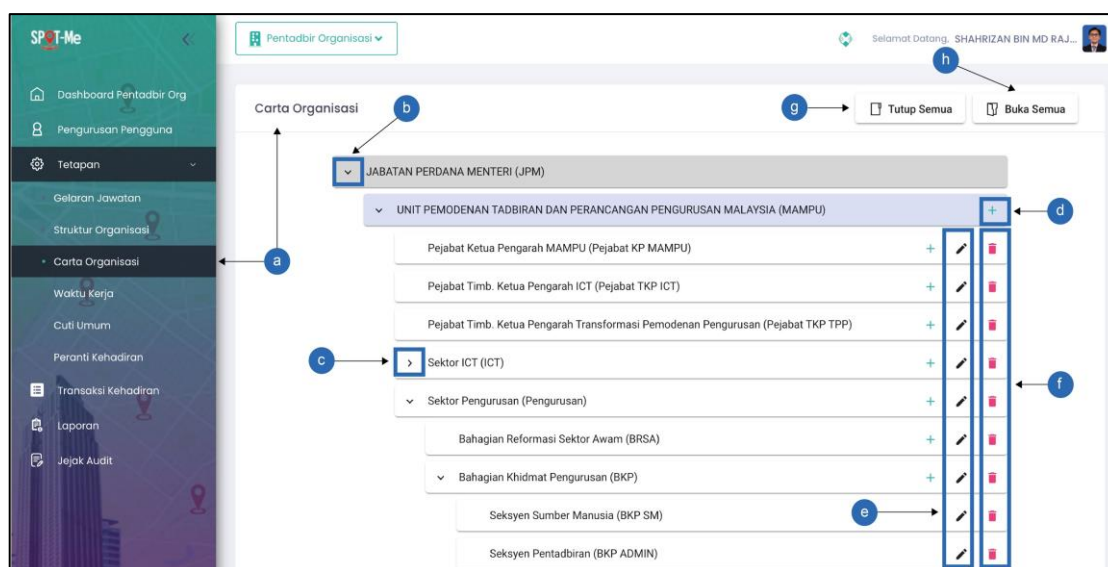 SPOT-Me
Pentadbir Organisasi
Selamat Datang, SHAHRIZAN BIN MD RAJ...
h
Dashboard Pentadbir Org
Carta Organisasi
b
g
Tutup Semua
Buka Semua
Pengurusan Pengguna
Tetapan
JABATAN PERDANA MENTERI (JPM)
Gelaran Jawatan
UNIT PEMODENAN TADBIRAN DAN PERANCANGAN PENGURUSAN MALAYSIA (MAMPU)
+
d
Struktur Organisasi
Pejabat Ketua Pengarah MAMPU (Pejabat KP MAMPU)
+
Carta Organisasi
a
Pejabat Timb. Ketua Pengarah ICT (Pejabat TKP ICT)
+
Waktu Kerja
Cuti Umum
Pejabat Timb. Ketua Pengarah Transformasi Pemodenan Pengurusan (Pejabat TKP TPP)
+
Peranti Kehadiran
c
Sektor ICT (ICT)
+
f
Transaksi Kehadiran
Sektor Pengurusan (Pengurusan)
+
Laporan
Bahagian Reformasi Sektor Awam (BRSA)
+
Jejak Audit
Bahagian Khidmat Pengurusan (BKP)
+
Seksyen Sumber Manusia (BKP SM)
e
Seksyen Pentadbiran (BKP ADMIN)